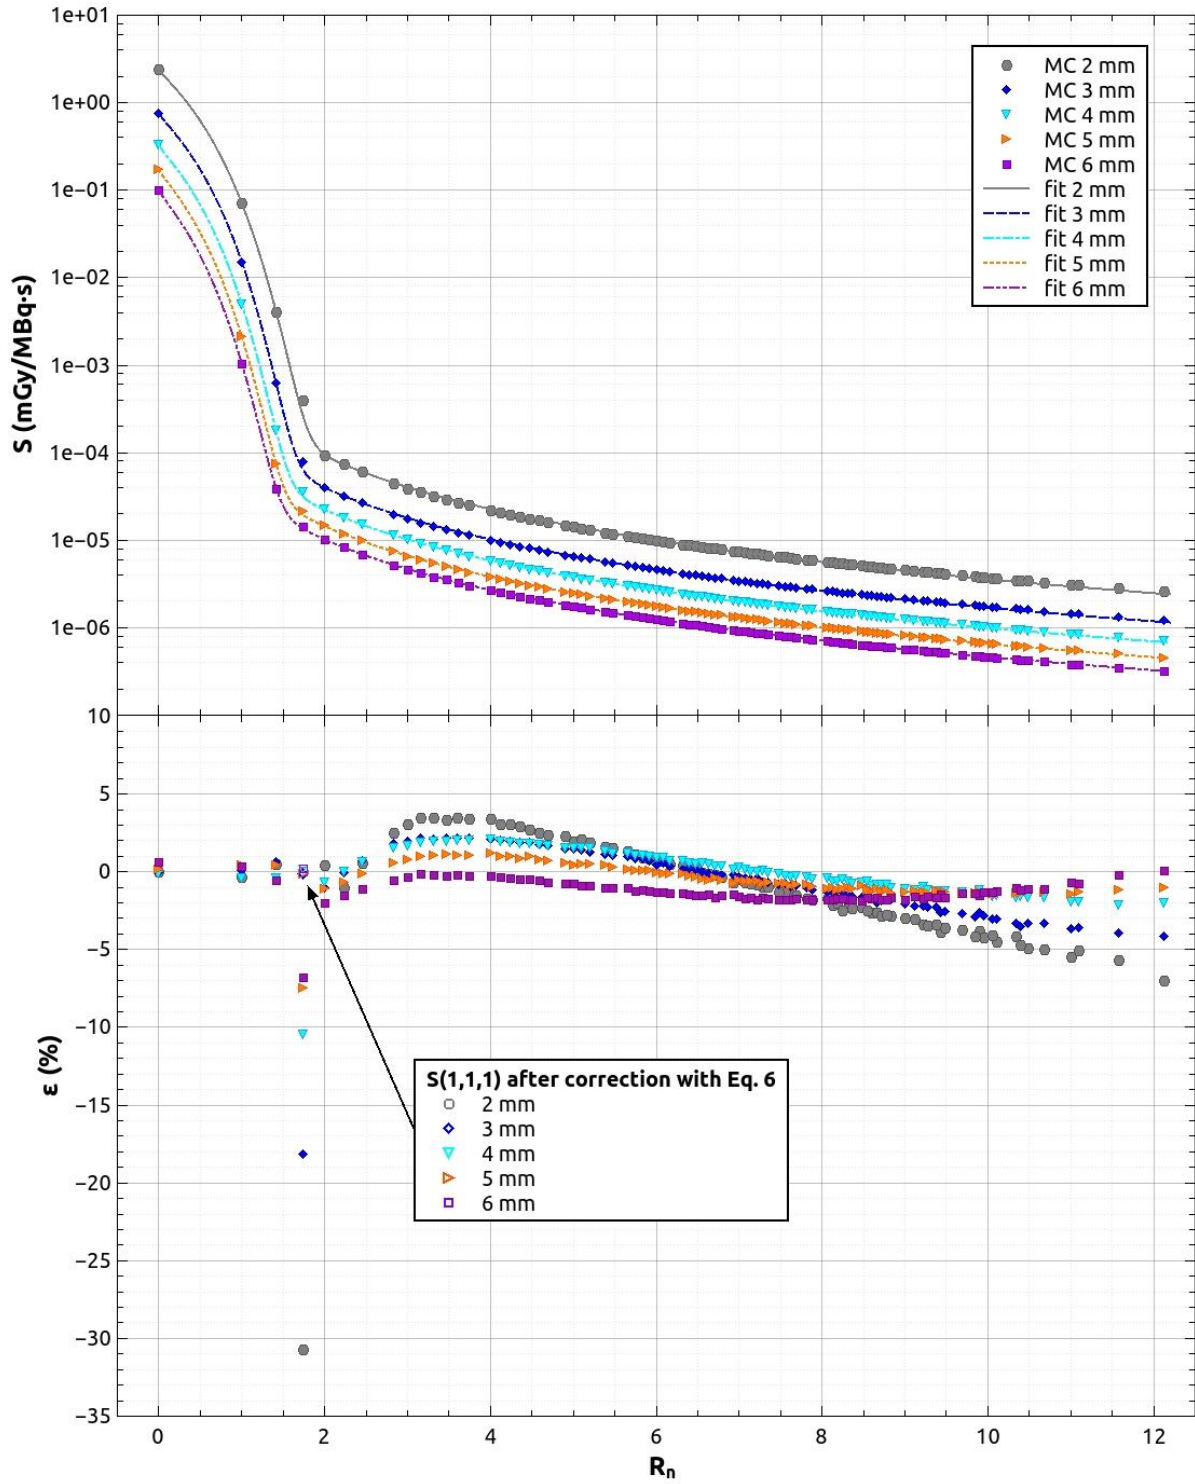 1e+01
1e+00
1e-01
1e-02
1e-03
1e-04
1e-05
1e-06
S (mGy/MBq·s)
MC 2 mm
MC 3 mm
MC 4 mm
MC 5 mm
MC 6 mm
fit 2 mm
fit 3 mm
fit 4 mm
fit 5 mm
fit 6 mm
10
5
0
−5
−10
−15
−20
−25
−30
−35
ε (%)
S(1,1,1) after correction with Eq. 6
2 mm
3 mm
4 mm
5 mm
6 mm
0 2 4 6 8 10 12
Rn